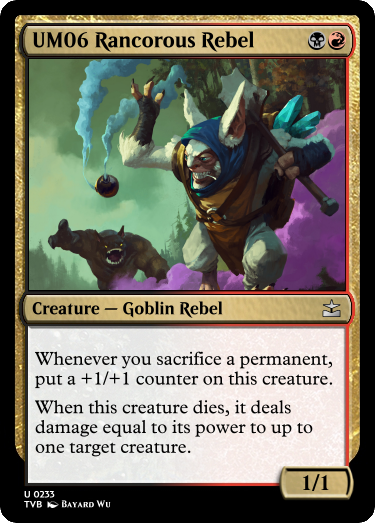 UM06 Rancorous Rebel
Creature — Goblin Rebel
Whenever you sacrifice a permanent,
put a +1/+1 counter on this creature.
When this creature dies, it deals
damage equal to its power to up to
one target creature.
1/1
U 0233
TVB Bayard Wu